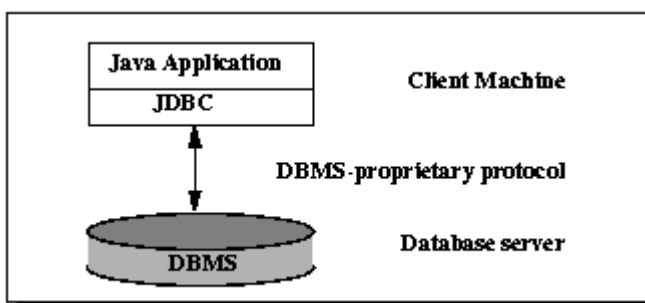 Java Application
JDBC
Client Machine
DBMS-proprietary protocol
DBMS
Database server